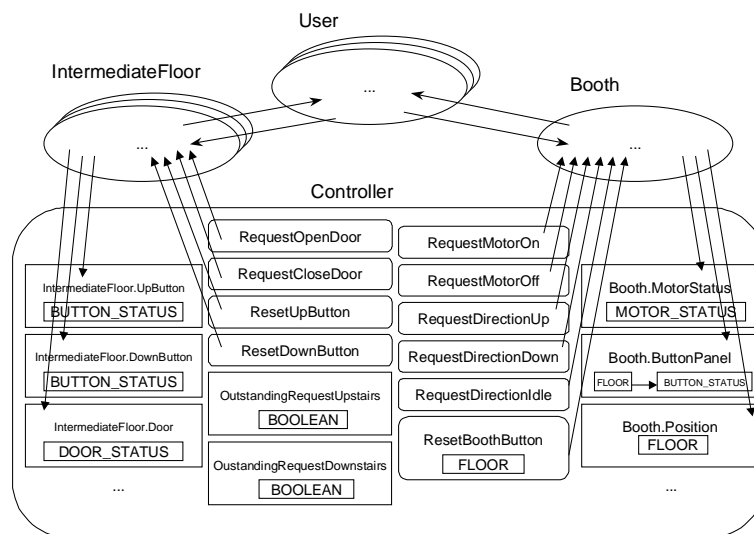 User
IntermediateFloor
Booth
...
...
...
Controller
RequestOpenDoor
RequestCloseDoor
ResetUpButton
ResetDownButton
RequestMotorOn
RequestMotorOff
RequestDirectionUp
RequestDirectionDown
RequestDirectionIdle
ResetBoothButton
FLOOR
IntermediateFloor.UpButton
BUTTON_STATUS
IntermediateFloor.DownButton
BUTTON_STATUS
IntermediateFloor.Door
DOOR_STATUS
...
OutstandingRequestUpstairs
BOOLEAN
OustandingRequestDownstairs
BOOLEAN
Booth.MotorStatus
MOTOR_STATUS
Booth.ButtonPanel
FLOOR BUTTON_STATUS
Booth.Position
FLOOR
...